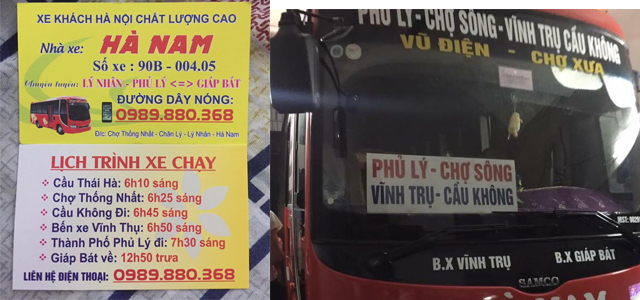 XE KHÁCH HÀ NỘI CHẤT LƯỢNG CAO
Nhà xe: HÀ NAM
Số xe : 90B - 004.05
Chuyên tuyến: LÝ NHÂN - PHỦ LÝ <=> GIÁP BÁT
ĐƯỜNG DÂY NÓNG:
0989.880.368
Đ/c: Chợ Thống Nhất - Chân Lý - Lý Nhân - Hà Nam
LỊCH TRÌNH XE CHẠY
Cầu Thái Hà: 6h10 sáng
Chợ Thống Nhất: 6h25 sáng
Cầu Không Đi: 6h45 sáng
Bến xe Vĩnh Thụ: 6h50 sáng
Thành Phố Phủ Lý đi: 7h30 sáng
Giáp Bát về: 12h50 trưa
LIÊN HỆ ĐIỆN THOẠI: 0989.880.368
PHỦ LÝ - CHỢ SÔNG - VĨNH TRỤ CẦU KHÔNG
VŨ ĐIỆN - CHỢ XƯA
PHỦ LÝ - CHỢ SÔNG
VĨNH TRỤ - CẦU KHÔNG
B.X VĨNH TRỤ
B.X GIÁP BÁT
SAMCO